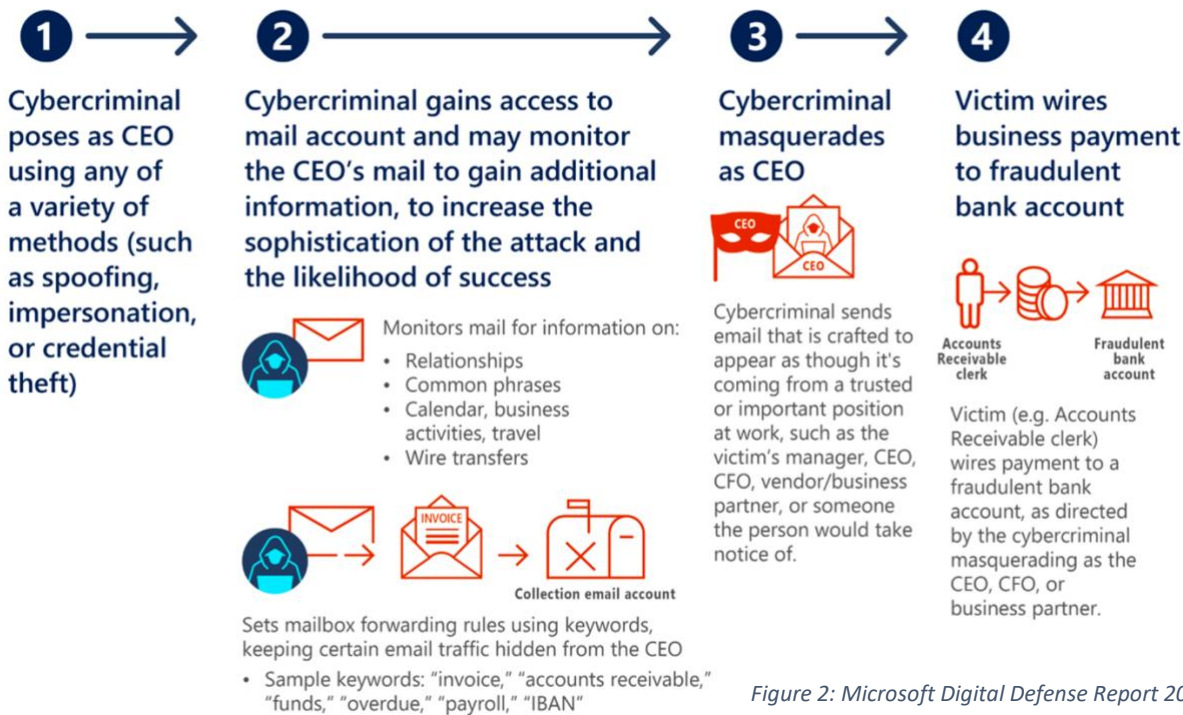 1
Cybercriminal
poses as CEO
using any of
a variety of
methods (such
as spoofing,
impersonation,
or credential
theft)
2
Cybercriminal gains access to
mail account and may monitor
the CEO's mail to gain additional
information, to increase the
sophistication of the attack and
the likelihood of success
Monitors mail for information on:
• Relationships
• Common phrases
• Calendar, business
activities, travel
• Wire transfers
INVOICE
Collection email account
Sets mailbox forwarding rules using keywords,
keeping certain email traffic hidden from the CEO
• Sample keywords: "invoice," "accounts receivable,"
"funds," "overdue," "payroll," "IBAN"
3
Cybercriminal
masquerades
as CEO
CEO
CEO
Cybercriminal sends
email that is crafted to
appear as though it's
coming from a trusted
or important position
at work, such as the
victim's manager, CEO,
CFO, vendor/business
partner, or someone
the person would take
notice of.
4
Victim wires
business payment
to fraudulent
bank account
Accounts
Receivable
clerk
Fraudulent
bank
account
Victim (e.g. Accounts
Receivable clerk)
wires payment to a
fraudulent bank
account, as directed
by the cybercriminal
masquerading as the
CEO, CFO, or
business partner.
Figure 2: Microsoft Digital Defense Report